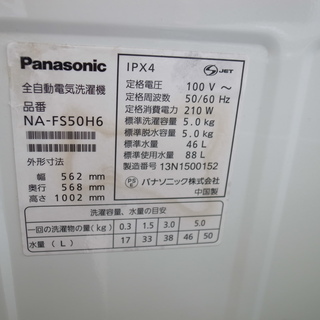 Panasonic
全自動電気洗濯機
品番
NA-FS50H6
外形寸法
幅 562 mm
奥行 568 mm
高さ 1002 mm
IPX4
S JET
定格電圧 100 V ~
定格周波数 50/60 Hz
定格消費電力 210 W
標準洗濯容量 5.0 kg
標準脱水容量 5.0 kg
標準水量 46 L
標準使用水量 88 L
製造番号 13N1500152
PSE パナソニック株式会社
中国製
洗濯容量、水量の目安
一回の洗濯物の量(kg) 0.3 1.5 3.0 5.0
水量(L) 17 33 38 46 50